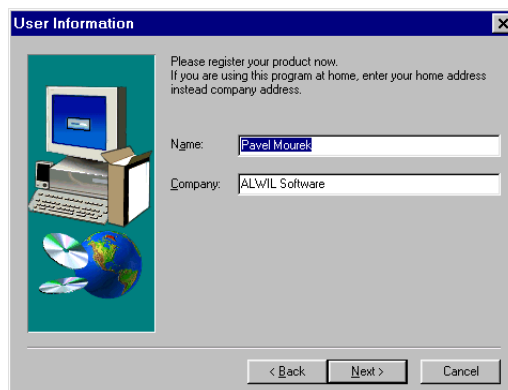 User Information
Please register your product now.
If you are using this program at home, enter your home address
instead company address.
Name: Pavel Mourek
Company: ALWIL Software
< Back Next > Cancel